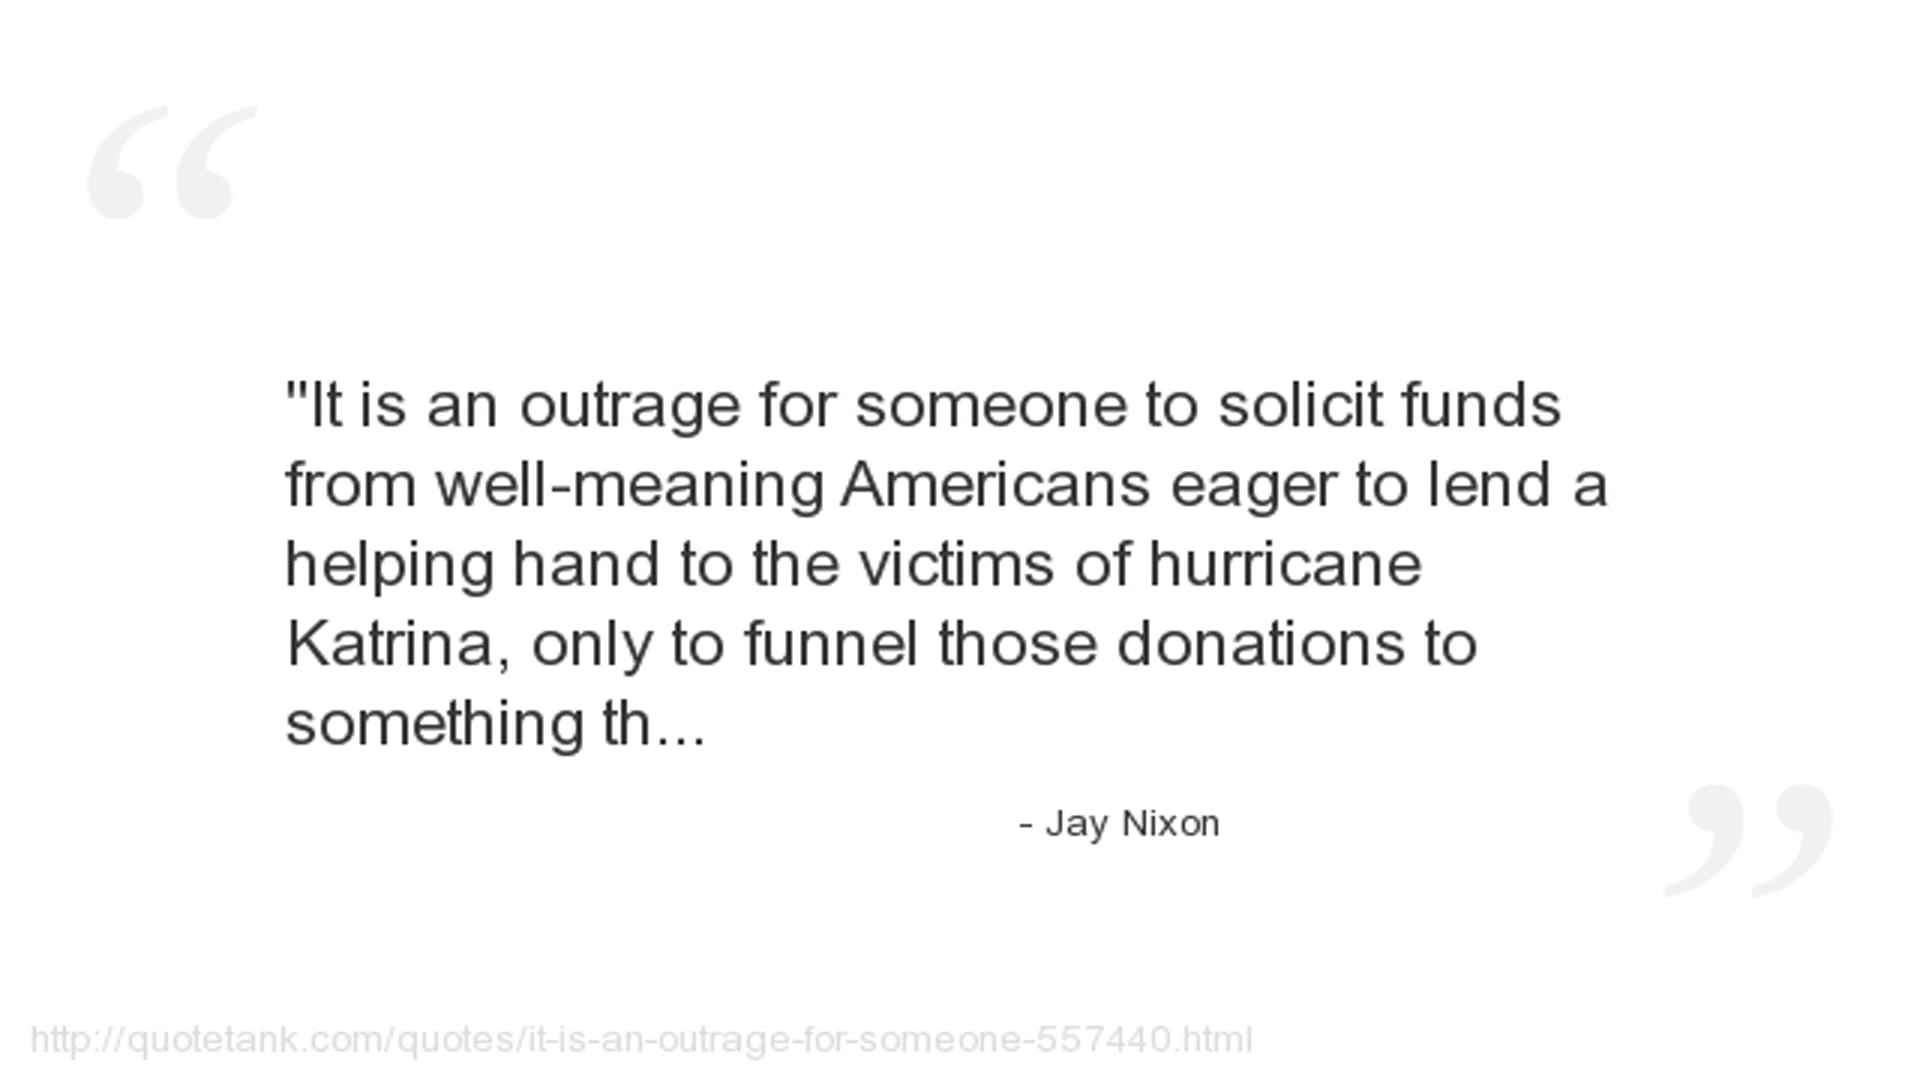 "It is an outrage for someone to solicit funds
from well-meaning Americans eager to lend a
helping hand to the victims of hurricane
Katrina, only to funnel those donations to
something th...
- Jay Nixon
http://quotetank.com/quotes/it-is-an-outrage-for-someone-557440.html